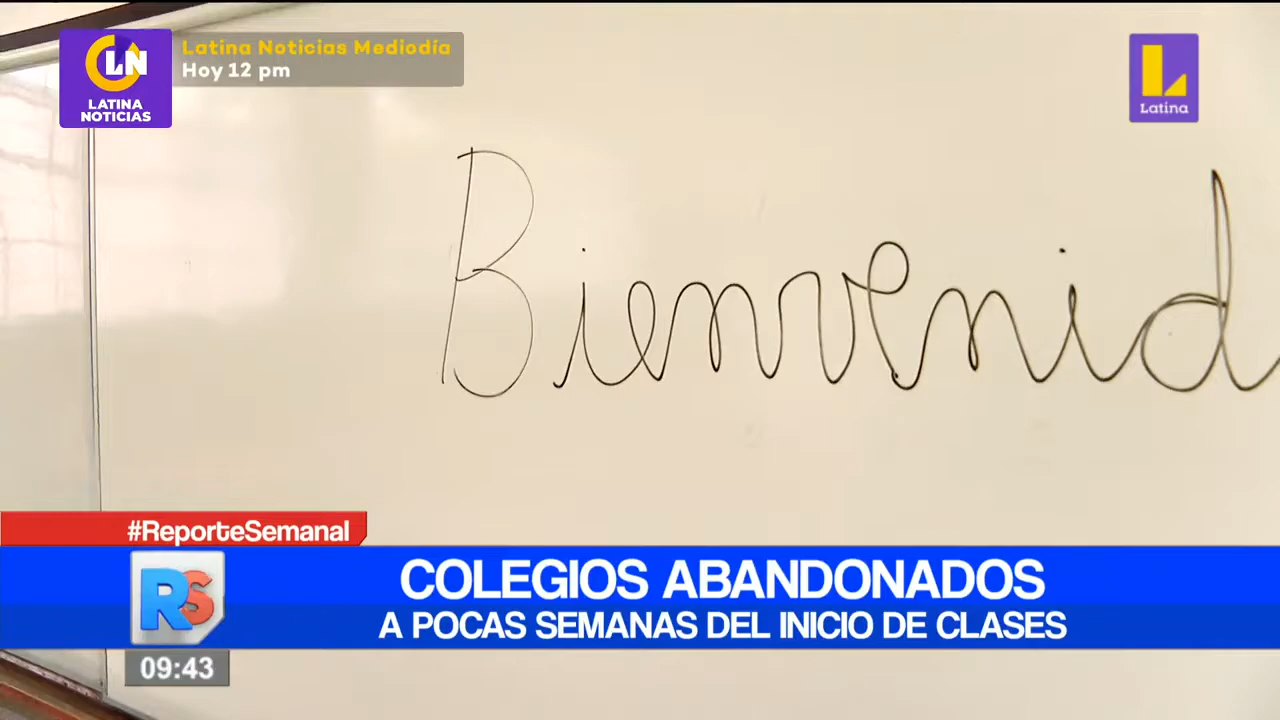 Latina Noticias Mediodía
Hoy 12 pm
LN
LATINA
NOTICIAS
Latina
Bienvenid
#ReporteSemanal
RS
COLEGIOS ABANDONADOS
A POCAS SEMANAS DEL INICIO DE CLASES
09:43